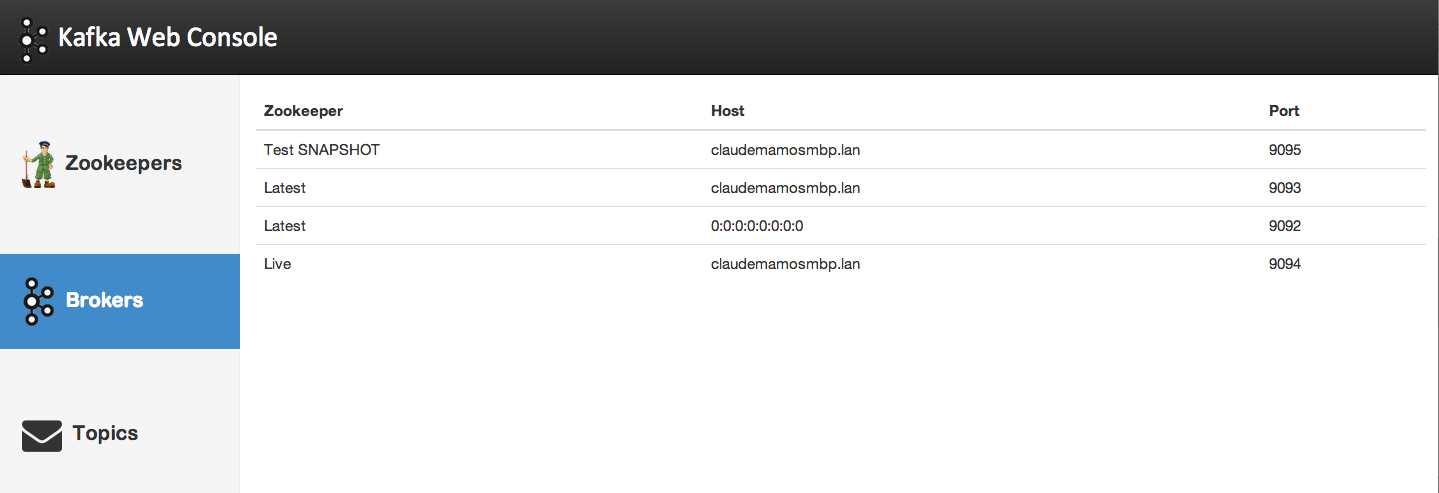 Kafka Web Console
Zookeepers
Brokers
Topics
Zookeeper Host Port
Test SNAPSHOT claudemamosmbp.lan 9095
Latest claudemamosmbp.lan 9093
Latest 0:0:0:0:0:0:0:0 9092
Live claudemamosmbp.lan 9094